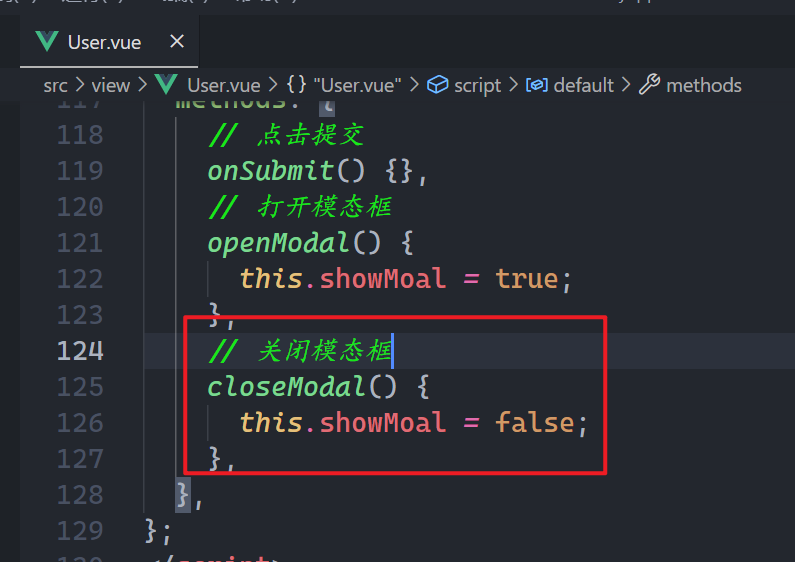 User.vue ×
src > view > User.vue > {} "User.vue" > script > default > methods
117 methods: {
118 // 点击提交
119 onSubmit() {},
120 // 打开模态框
121 openModal() {
122 this.showMoal = true;
123 },
124 // 关闭模态框
125 closeModal() {
126 this.showMoal = false;
127 },
128 },
129 };